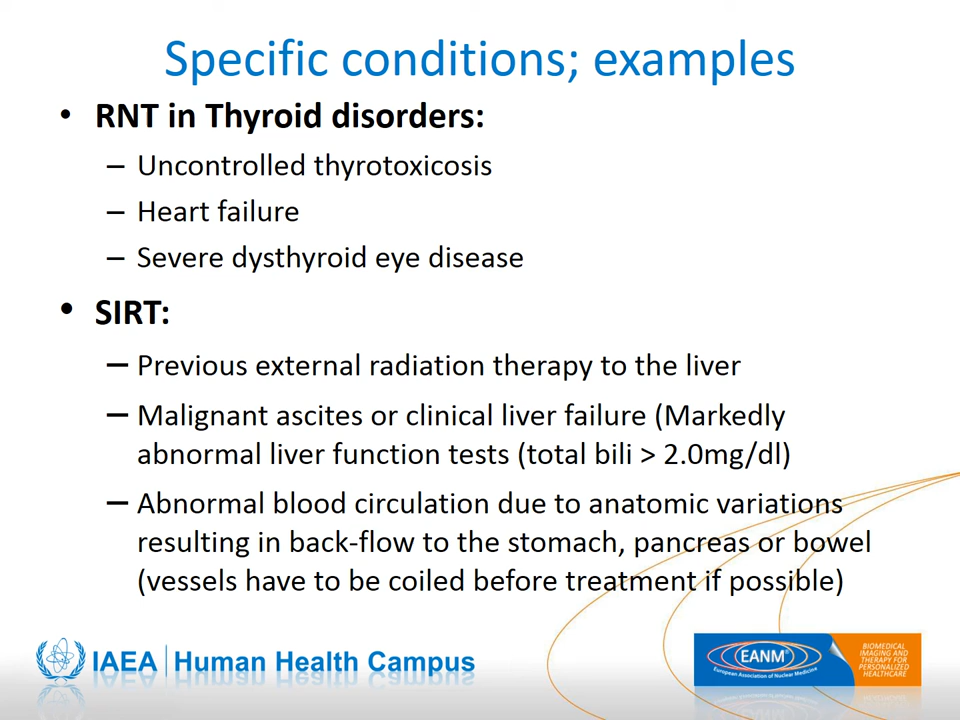 Specific conditions; examples
• RNT in Thyroid disorders:
– Uncontrolled thyrotoxicosis
– Heart failure
– Severe dysthyroid eye disease
• SIRT:
– Previous external radiation therapy to the liver
– Malignant ascites or clinical liver failure (Markedly
abnormal liver function tests (total bili > 2.0mg/dl)
– Abnormal blood circulation due to anatomic variations
resulting in back-flow to the stomach, pancreas or bowel
(vessels have to be coiled before treatment if possible)
IAEA | Human Health Campus
EANM®
European Association of Nuclear Medicine
BIOMEDICAL
IMAGING AND
THERAPY FOR
PERSONALIZED
HEALTHCARE